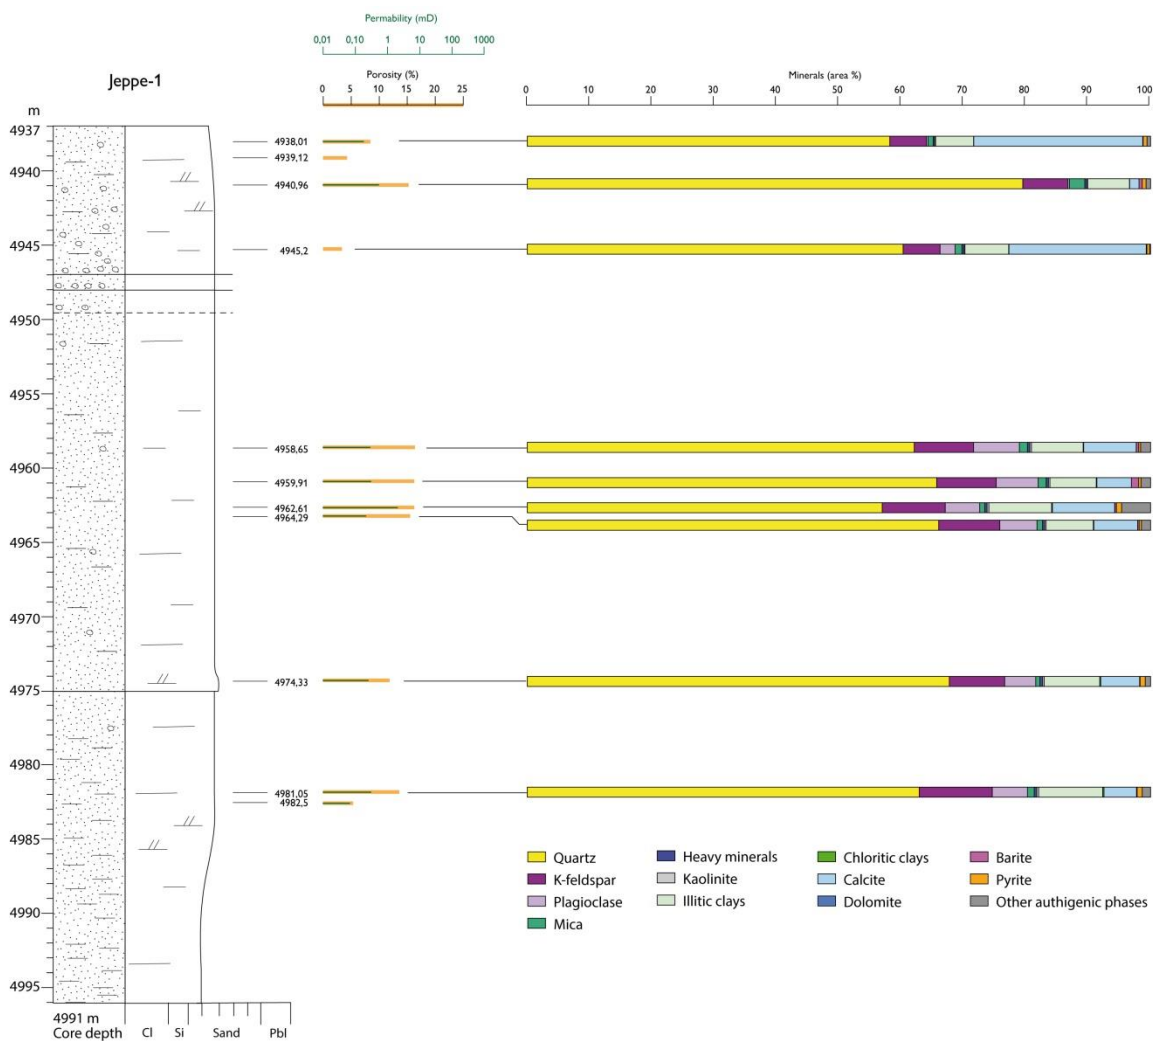 Permability (mD)
0,01 0,10 1 10 100 1000
Jeppe-1
Porosity (%)
Minerals (area %)
0 5 10 15 20 25
0 10 20 30 40 50 60 70 80 90 100
m
4937
4938,01
4939,12
4940
4940,96
4945
4945,2
4950
4955
4958,65
4960
4959,91
4962,61
4964,29
4965
4970
4974,33
4975
4980
4981,05
4982,5
4985
4990
4995
Quartz Heavy minerals Chloritic clays Barite
K-feldspar Kaolinite Calcite Pyrite
Plagioclase Illitic clays Dolomite Other authigenic phases
Mica
4991 m
Core depth Cl Si Sand Pbl